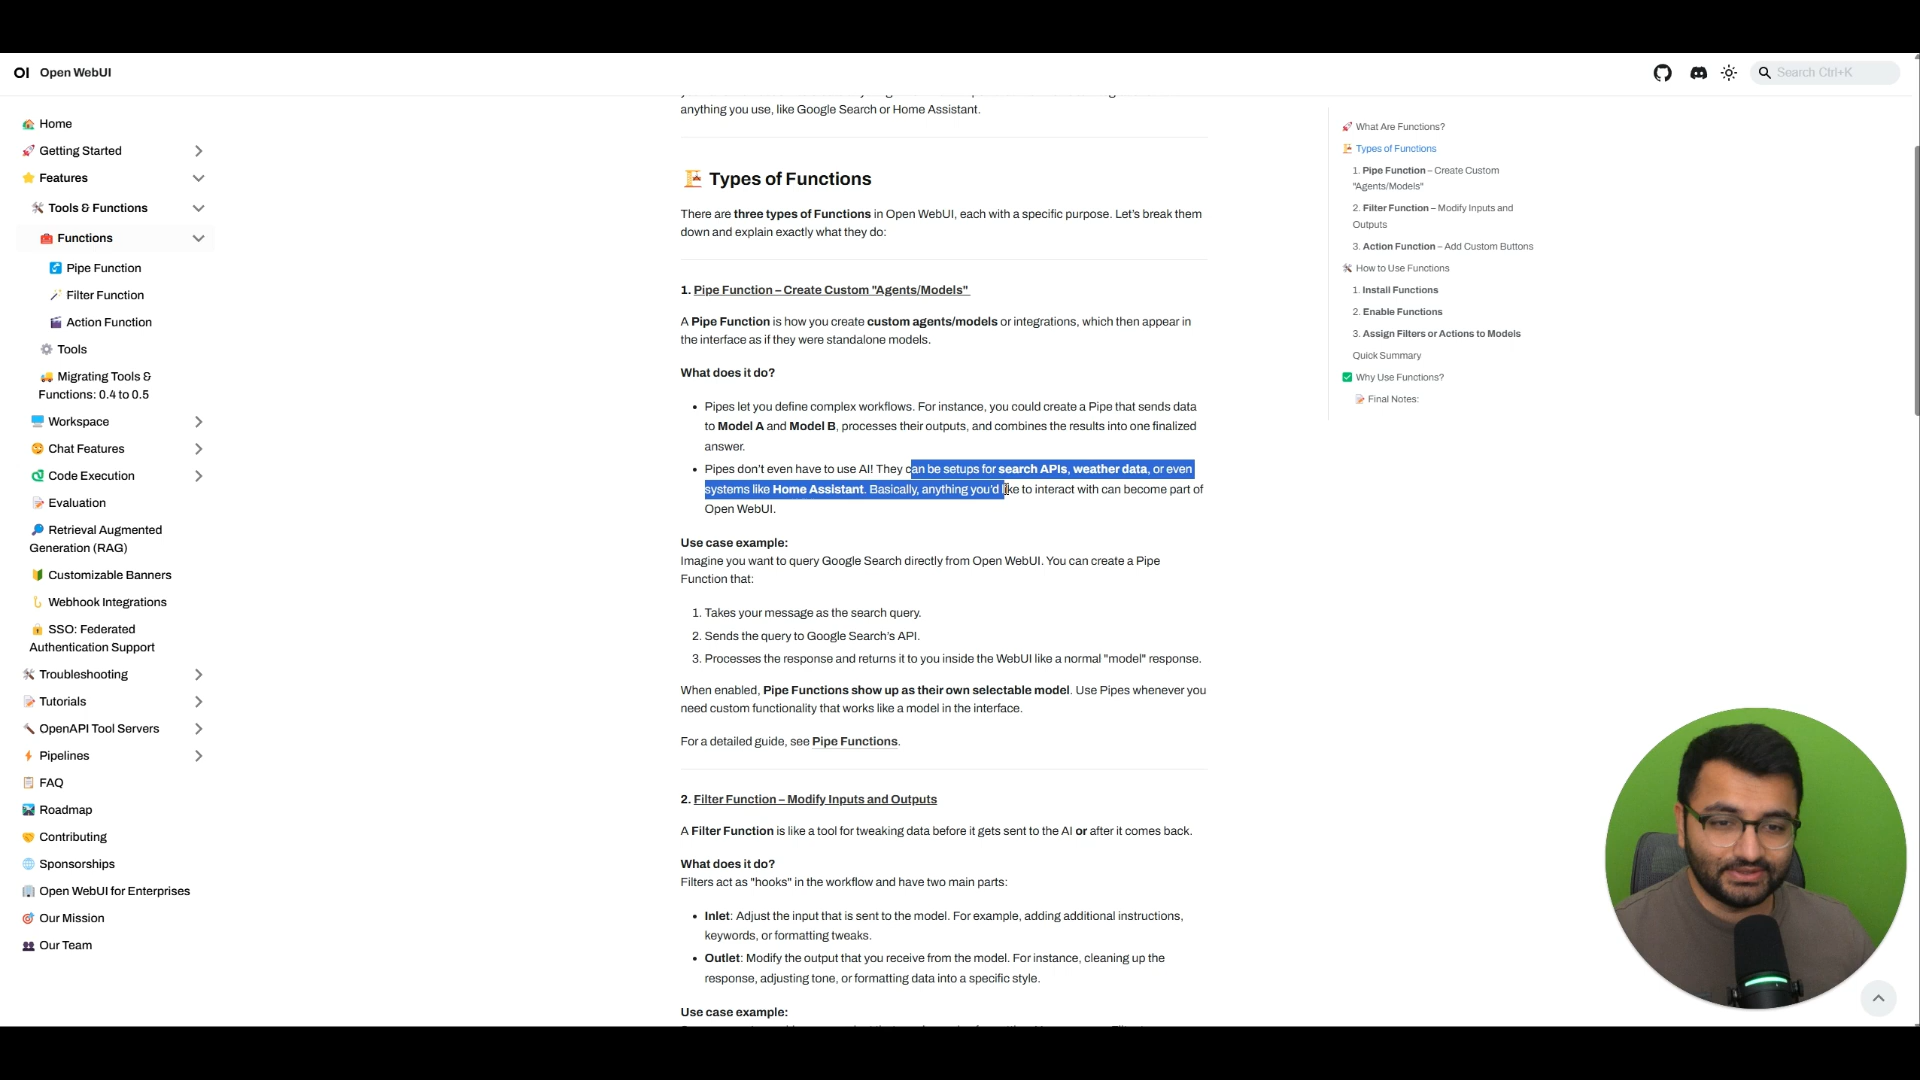 OI Open WebUI
Search Ctrl+K
Home
Getting Started
Features
Tools & Functions
Functions
Pipe Function
Filter Function
Action Function
Tools
Migrating Tools &
Functions: 0.4 to 0.5
Workspace
Chat Features
Code Execution
Evaluation
Retrieval Augmented
Generation (RAG)
Customizable Banners
Webhook Integrations
SSO: Federated
Authentication Support
Troubleshooting
Tutorials
OpenAPI Tool Servers
Pipelines
FAQ
Roadmap
Contributing
Sponsorships
Open WebUI for Enterprises
Our Mission
Our Team
anything you use, like Google Search or Home Assistant.
Types of Functions
There are three types of Functions in Open WebUI, each with a specific purpose. Let’s break them
down and explain exactly what they do:
1. Pipe Function – Create Custom "Agents/Models"
A Pipe Function is how you create custom agents/models or integrations, which then appear in
the interface as if they were standalone models.
What does it do?
• Pipes let you define complex workflows. For instance, you could create a Pipe that sends data
to Model A and Model B, processes their outputs, and combines the results into one finalized
answer.
• Pipes don’t even have to use AI! They can be setups for search APIs, weather data, or even
systems like Home Assistant. Basically, anything you’d like to interact with can become part of
Open WebUI.
Use case example:
Imagine you want to query Google Search directly from Open WebUI. You can create a Pipe
Function that:
1. Takes your message as the search query.
2. Sends the query to Google Search’s API.
3. Processes the response and returns it to you inside the WebUI like a normal "model" response.
When enabled, Pipe Functions show up as their own selectable model. Use Pipes whenever you
need custom functionality that works like a model in the interface.
For a detailed guide, see Pipe Functions.
2. Filter Function – Modify Inputs and Outputs
A Filter Function is like a tool for tweaking data before it gets sent to the AI or after it comes back.
What does it do?
Filters act as "hooks" in the workflow and have two main parts:
• Inlet: Adjust the input that is sent to the model. For example, adding additional instructions,
keywords, or formatting tweaks.
• Outlet: Modify the output that you receive from the model. For instance, cleaning up the
response, adjusting tone, or formatting data into a specific style.
Use case example:
What Are Functions?
Types of Functions
1. Pipe Function – Create Custom
"Agents/Models"
2. Filter Function – Modify Inputs and
Outputs
3. Action Function – Add Custom Buttons
How to Use Functions
1. Install Functions
2. Enable Functions
3. Assign Filters or Actions to Models
Quick Summary
Why Use Functions?
Final Notes: